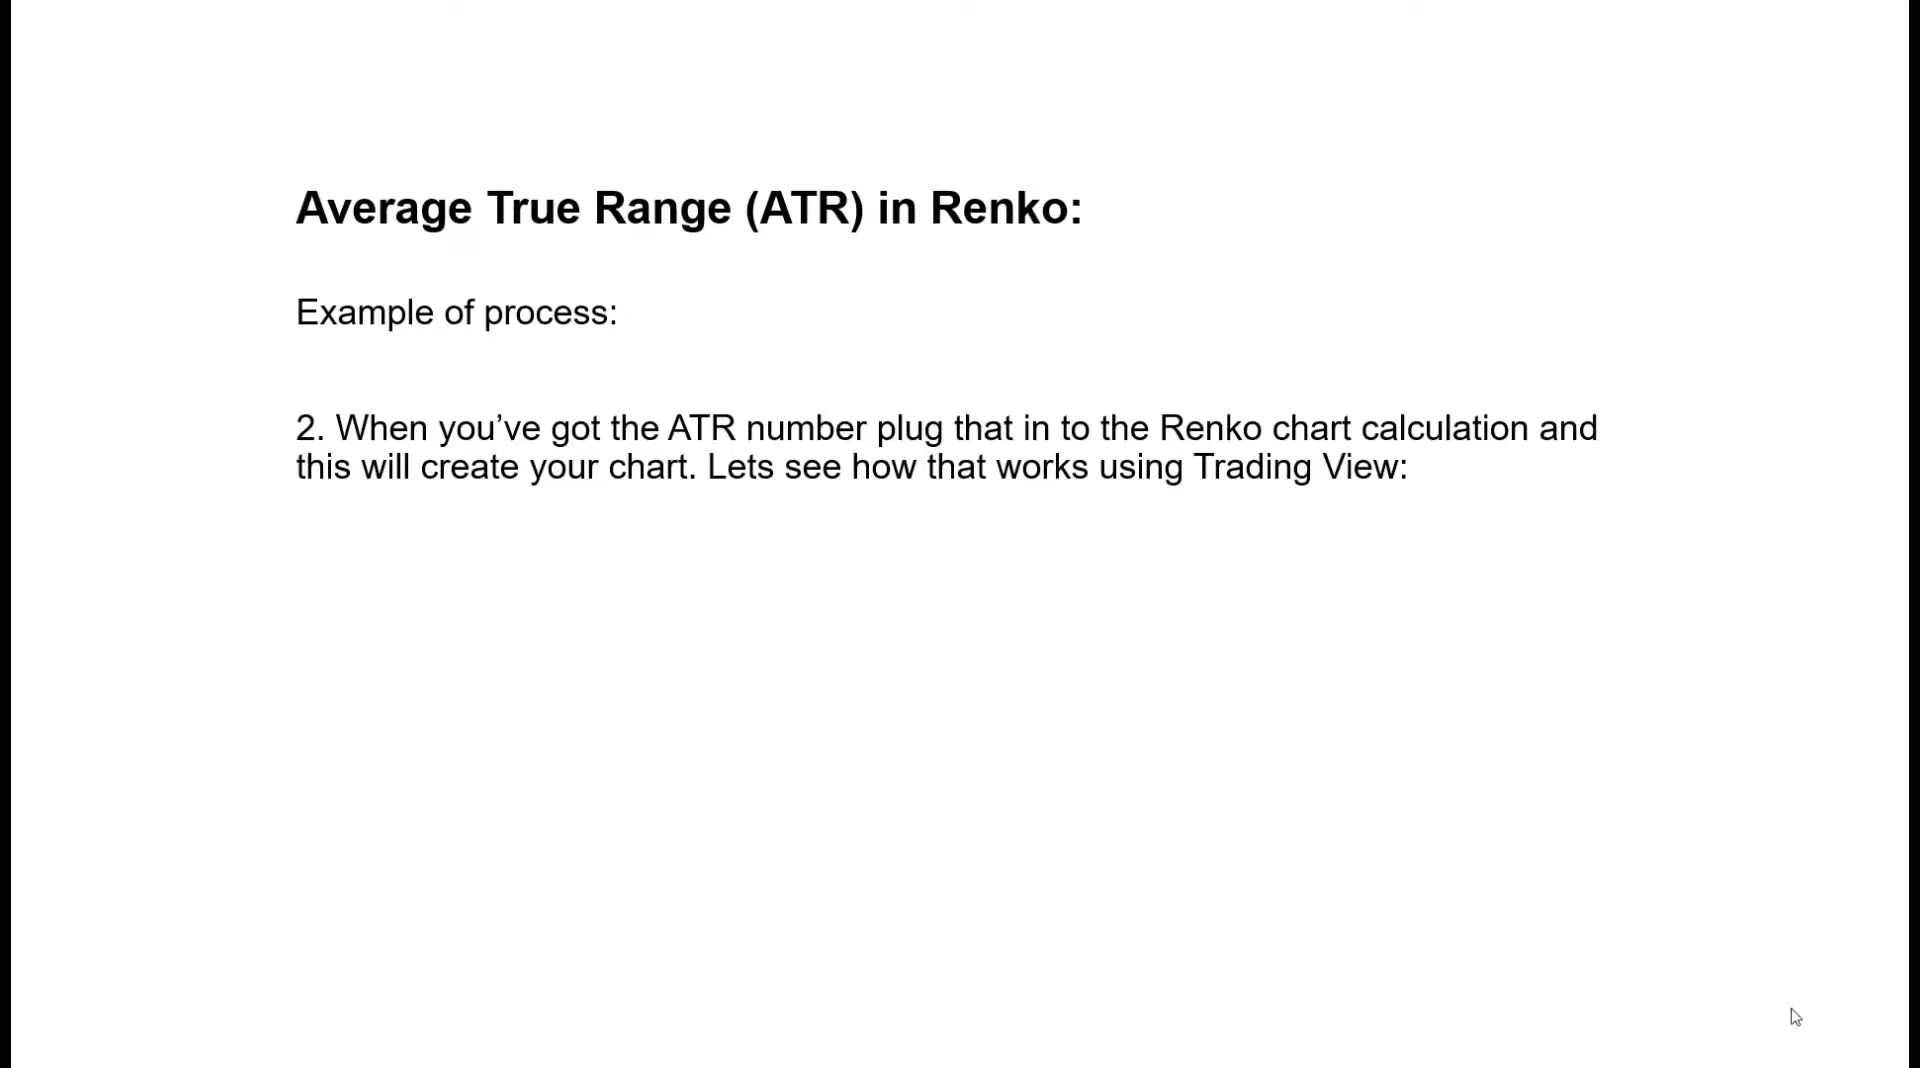 Average True Range (ATR) in Renko:
Example of process:
2. When you’ve got the ATR number plug that in to the Renko chart calculation and
this will create your chart. Lets see how that works using Trading View: